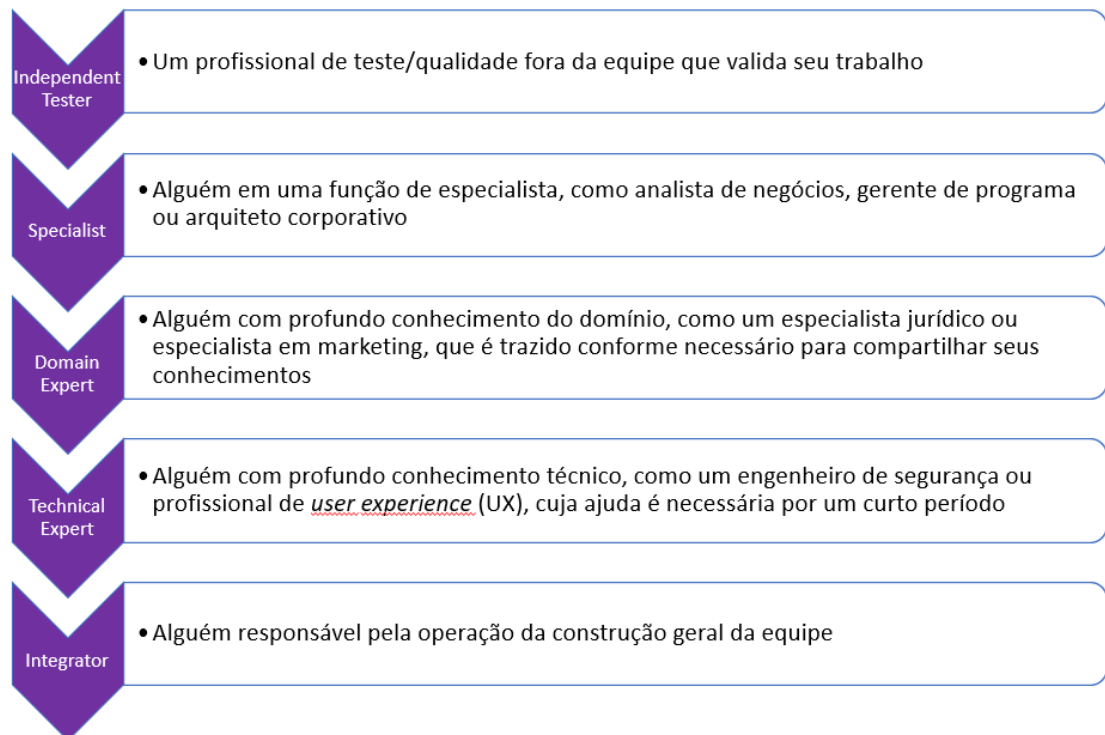 Independent
Tester
• Um profissional de teste/qualidade fora da equipe que valida seu trabalho
Specialist
• Alguém em uma função de especialista, como analista de negócios, gerente de programa
ou arquiteto corporativo
Domain
Expert
• Alguém com profundo conhecimento do domínio, como um especialista jurídico ou
especialista em marketing, que é trazido conforme necessário para compartilhar seus
conhecimentos
Technical
Expert
• Alguém com profundo conhecimento técnico, como um engenheiro de segurança ou
profissional de user experience (UX), cuja ajuda é necessária por um curto período
Integrator
• Alguém responsável pela operação da construção geral da equipe